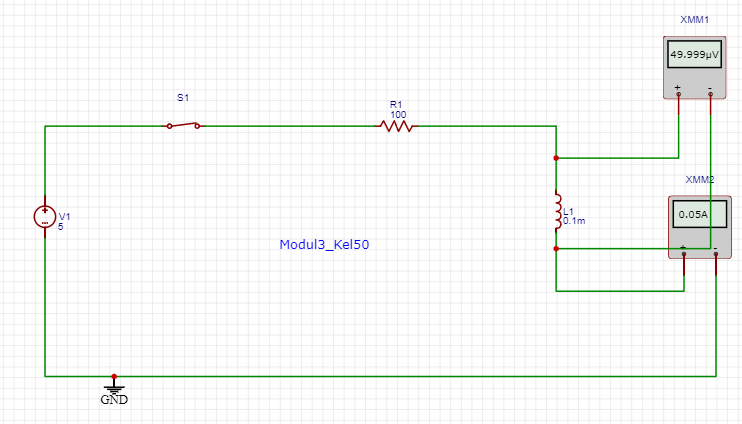 XMM1
49.999µV
+ -
S1
R1
100
XMM2
0.05A
+ -
L1
0.1m
V1
5
Modul3_Kel50
GND